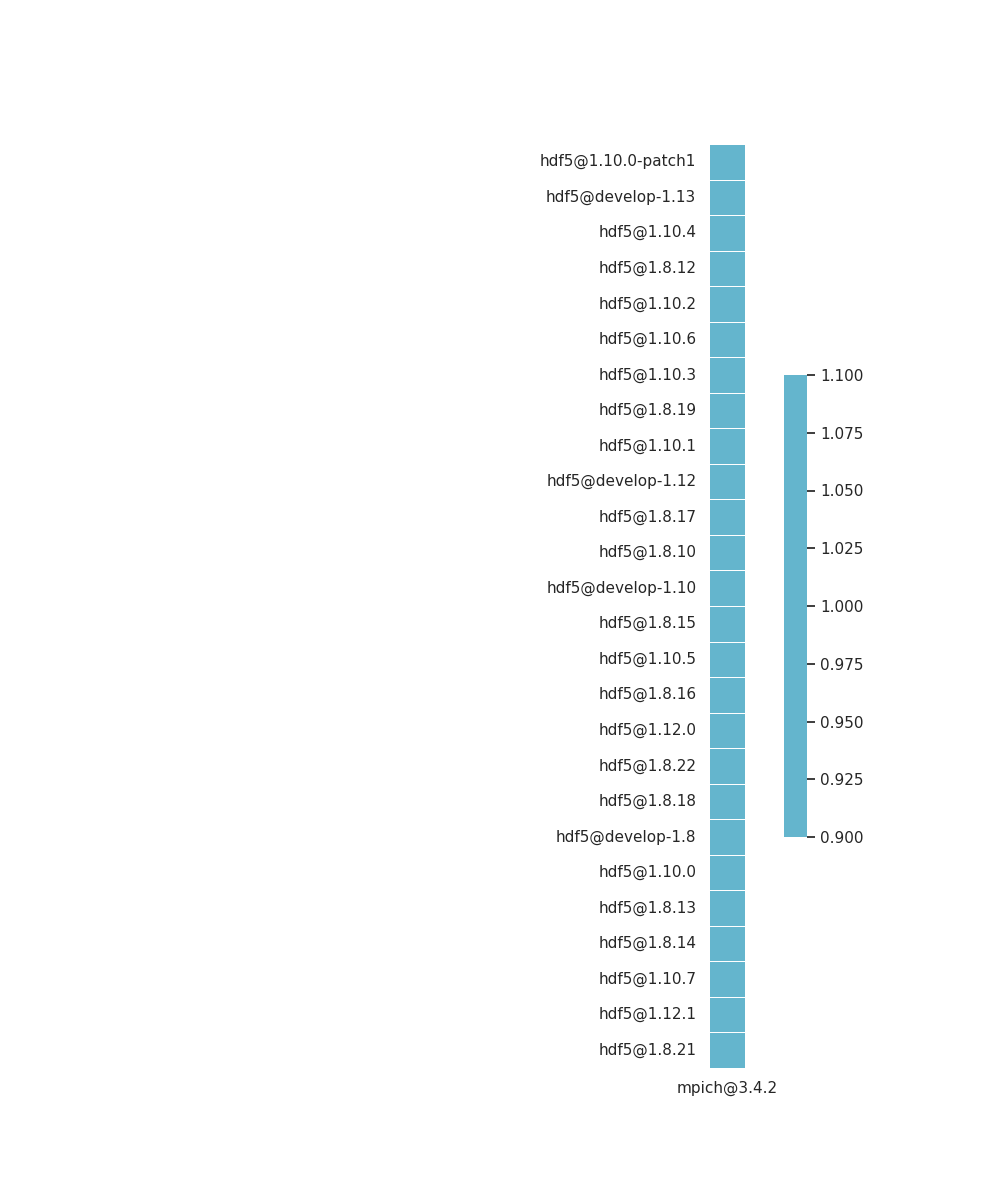 hdf5@1.10.0-patch1
hdf5@develop-1.13
hdf5@1.10.4
hdf5@1.8.12
hdf5@1.10.2
hdf5@1.10.6
hdf5@1.10.3
hdf5@1.8.19
hdf5@1.10.1
hdf5@develop-1.12
hdf5@1.8.17
hdf5@1.8.10
hdf5@develop-1.10
hdf5@1.8.15
hdf5@1.10.5
hdf5@1.8.16
hdf5@1.12.0
hdf5@1.8.22
hdf5@1.8.18
hdf5@develop-1.8
hdf5@1.10.0
hdf5@1.8.13
hdf5@1.8.14
hdf5@1.10.7
hdf5@1.12.1
hdf5@1.8.21
mpich@3.4.2
1.100
1.075
1.050
1.025
1.000
0.975
0.950
0.925
0.900